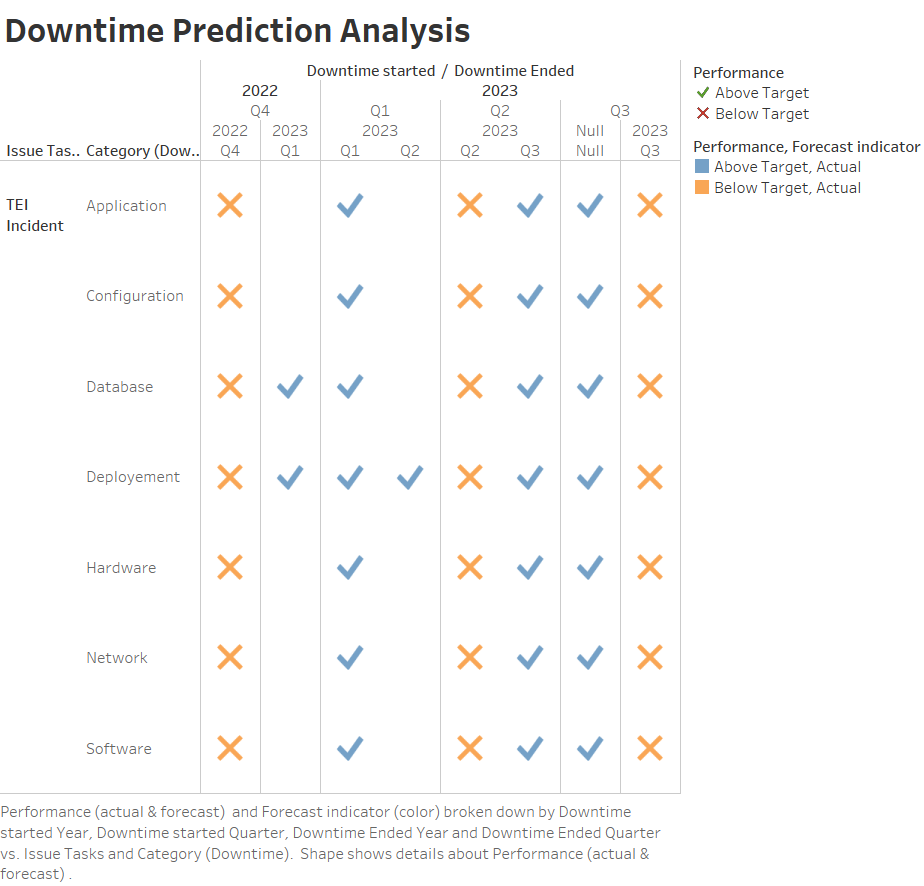 Downtime Prediction Analysis
Downtime started / Downtime Ended
2022 2023
Q4 Q1 Q2 Q3
2022 2023 2023 2023 Null 2023
Issue Tas.. Category (Dow.. Q4 Q1 Q1 Q2 Q2 Q3 Null Q3
TEI Incident
Application
Configuration
Database
Deployement
Hardware
Network
Software
Performance
Above Target
Below Target
Performance, Forecast indicator
Above Target, Actual
Below Target, Actual
Performance (actual & forecast)  and Forecast indicator (color) broken down by Downtime
started Year, Downtime started Quarter, Downtime Ended Year and Downtime Ended Quarter
vs. Issue Tasks and Category (Downtime).  Shape shows details about Performance (actual &
forecast) .